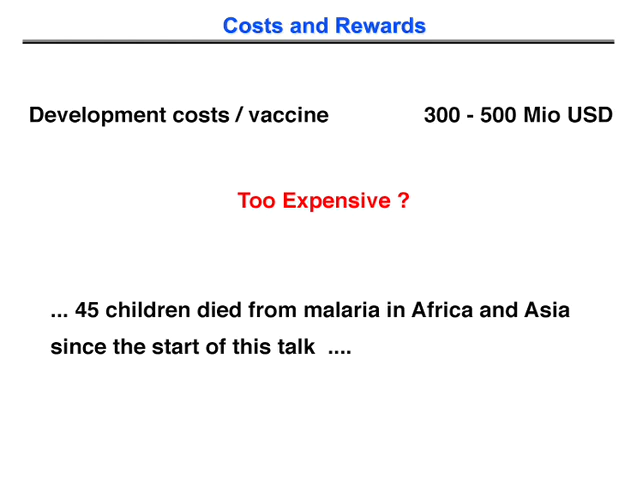 Costs and Rewards
Development costs / vaccine 300 - 500 Mio USD
Too Expensive ?
... 45 children died from malaria in Africa and Asia
since the start of this talk ....